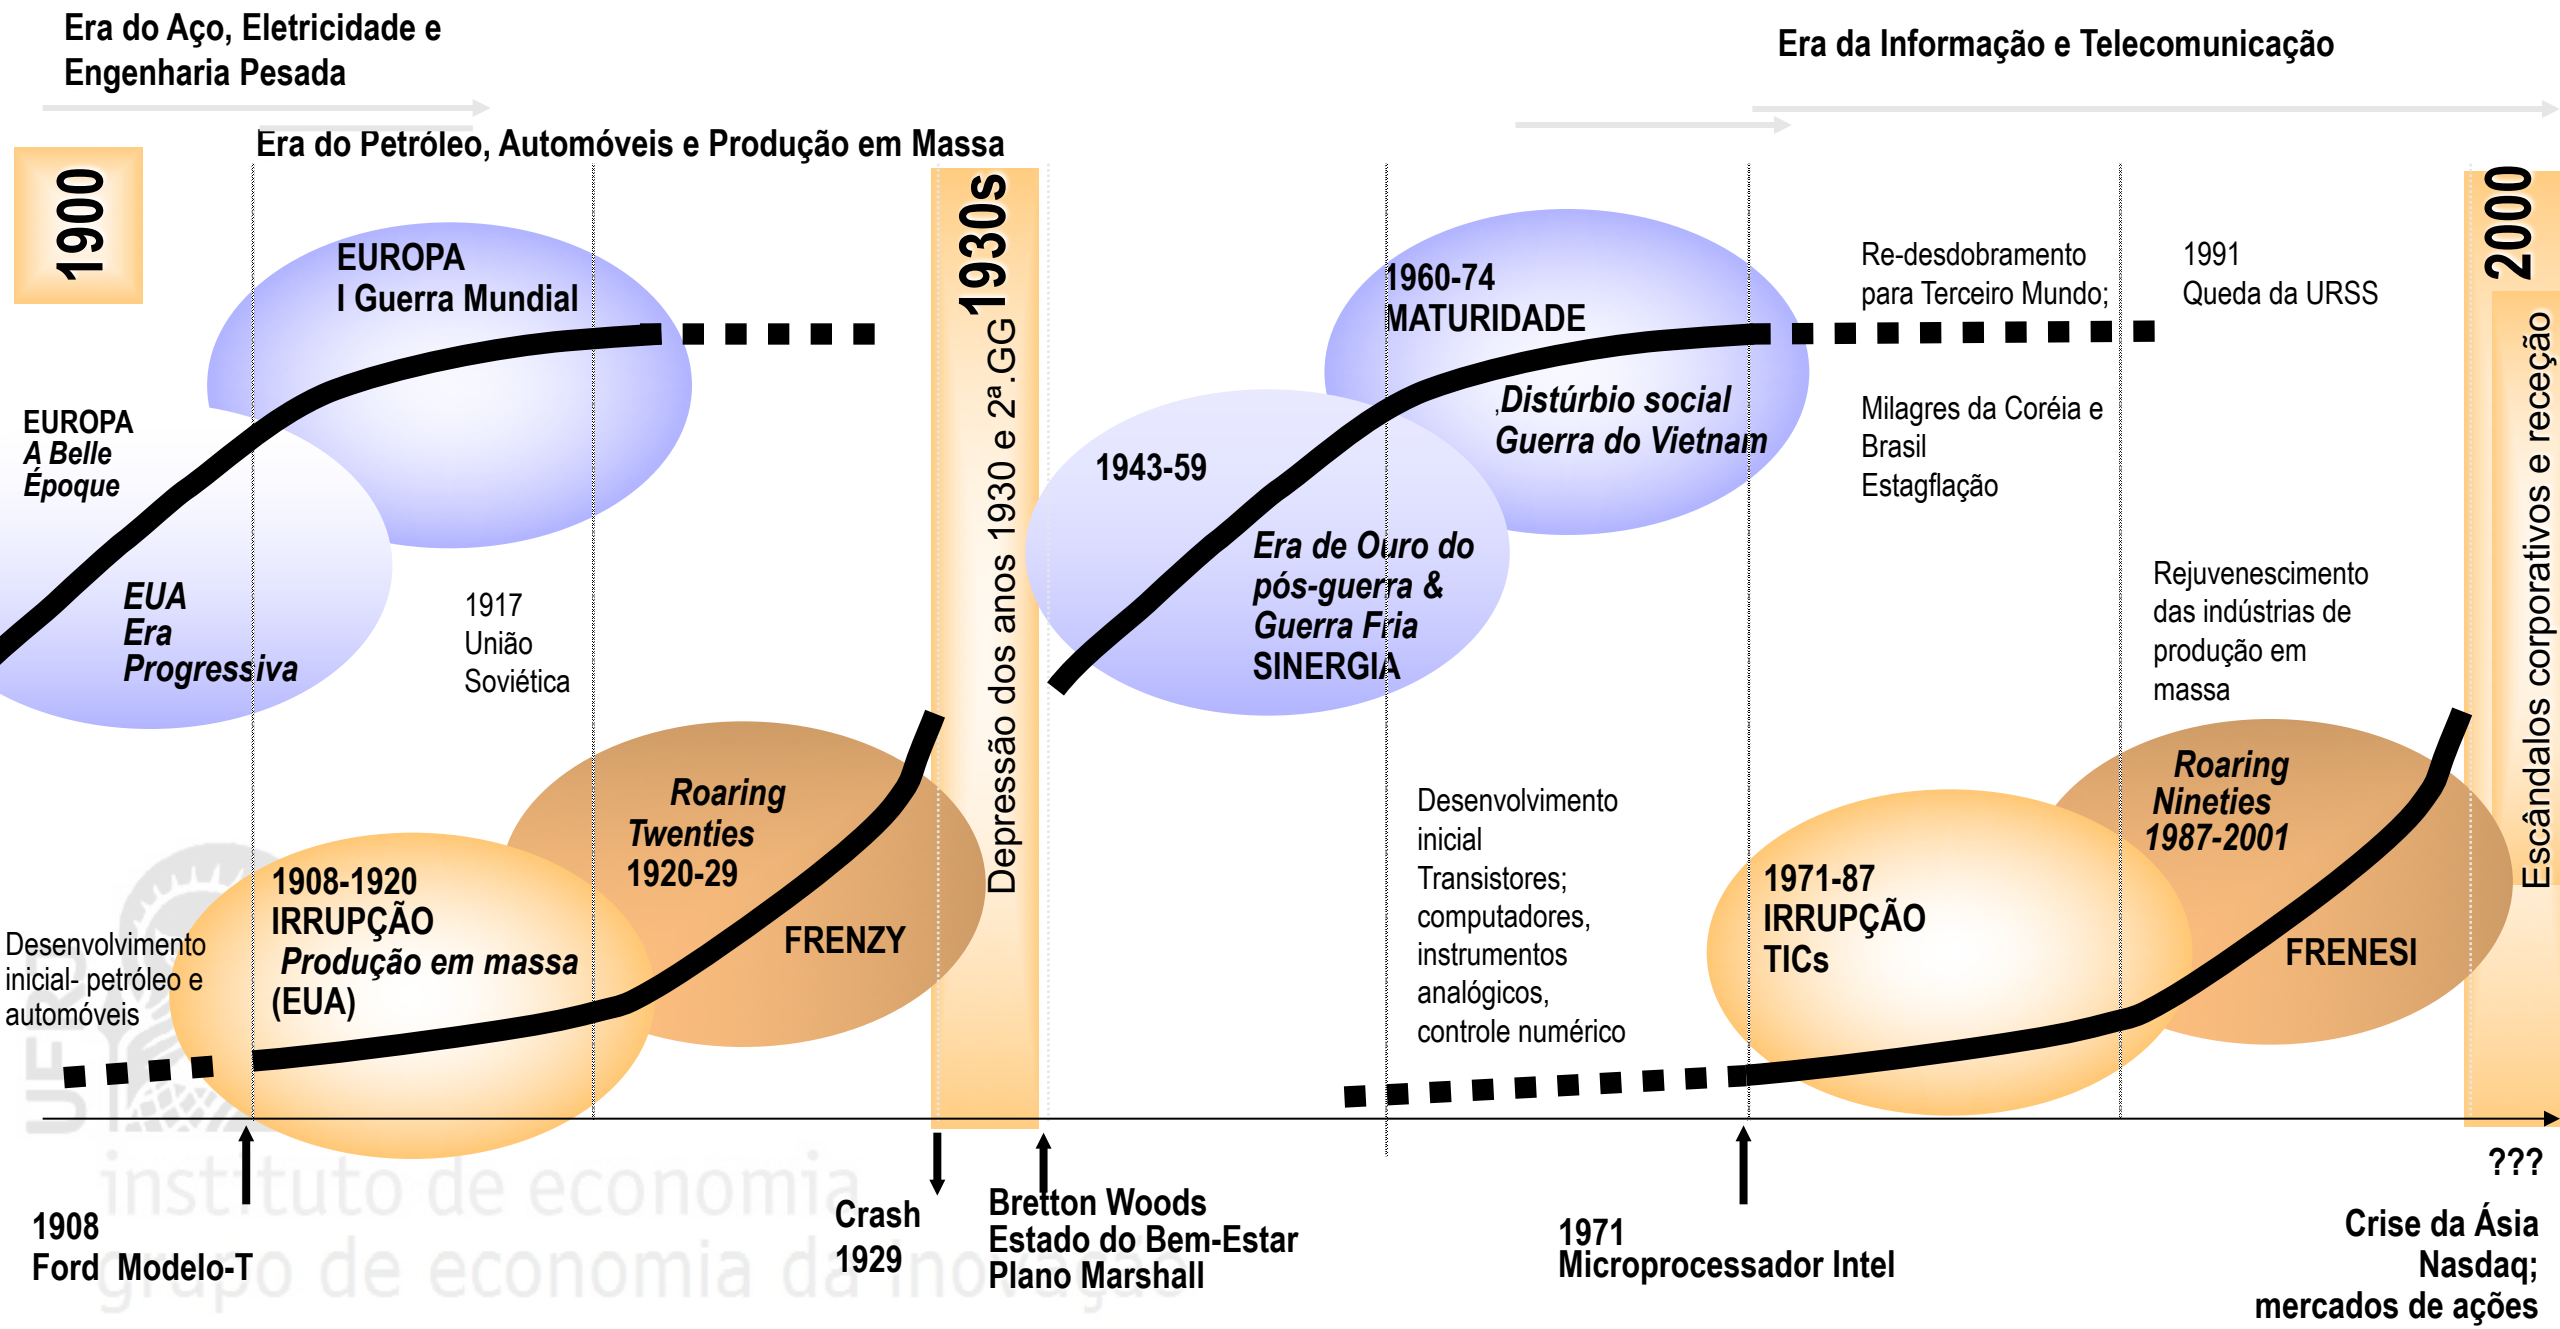 Era do Aço, Eletricidade e
Engenharia Pesada
Era da Informação e Telecomunicação
Era do Petróleo, Automóveis e Produção em Massa
1900
EUROPA
I Guerra Mundial
EUROPA
A Belle
Époque
EUA
Era
Progressiva
1917
União
Soviética
Roaring
Twenties
1920-29
FRENZY
1908-1920
IRRUPÇÃO
Produção em massa
(EUA)
Desenvolvimento
inicial- petróleo e
automóveis
1930s
Depressão dos anos 1930 e 2ª.GG
1943-59
Era de Ouro do
pós-guerra &
Guerra Fria
SINERGIA
1960-74
MATURIDADE
,Distúrbio social
Guerra do Vietnam
Re-desdobramento
para Terceiro Mundo;
Milagres da Coréia e
Brasil
Estagflação
1991
Queda da URSS
Rejuvenescimento
das indústrias de
produção em
massa
Desenvolvimento
inicial
Transistores;
computadores,
instrumentos
analógicos,
controle numérico
1971-87
IRRUPÇÃO
TICs
Roaring
Nineties
1987-2001
FRENESI
2000
Escândalos corporativos e receção
1908
Ford  Modelo-T
Crash
1929
Bretton Woods
Estado do Bem-Estar
Plano Marshall
1971
Microprocessador Intel
???
Crise da Ásia
Nasdaq;
mercados de ações
UFRJ
instituto de economia
grupo de economia da inovação